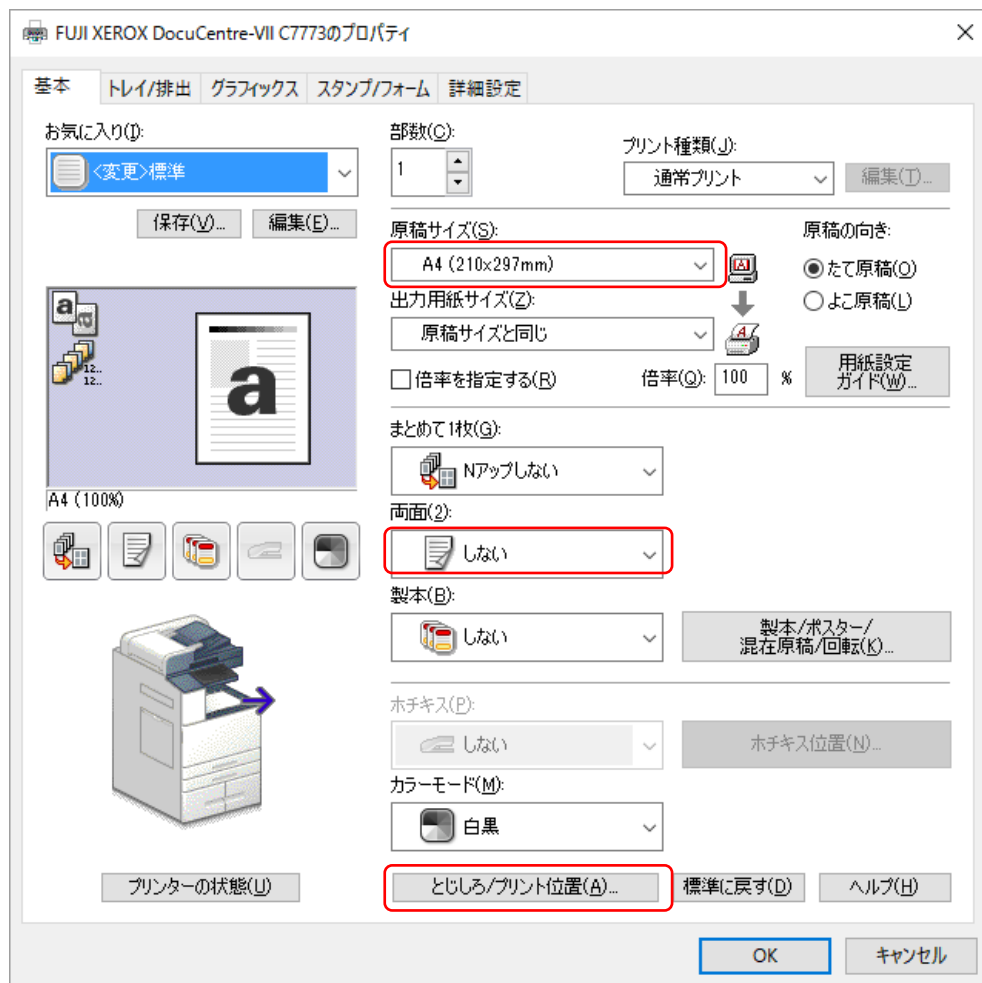 FUJI XEROX DocuCentre-VII C7773のプロパティ
基本
トレイ/排出
グラフィックス
スタンプ/フォーム
詳細設定
お気に入り(I):
<変更>標準
保存(V)...
編集(E)...
部数(C):
1
プリント種類(J):
通常プリント
編集(T)...
原稿サイズ(S):
A4 (210x297mm)
原稿の向き:
たて原稿(O)
よこ原稿(L)
出力用紙サイズ(Z):
原稿サイズと同じ
倍率を指定する(R)
倍率(Q):
100
%
用紙設定
ガイド(W)...
a
a
12..
12..
a
A4 (100%)
まとめて1枚(G):
Nアップしない
両面(2):
しない
製本(B):
しない
製本/ポスター/
混在原稿/回転(K)...
ホチキス(P):
しない
ホチキス位置(N)...
カラーモード(M):
白黒
プリンターの状態(U)
とじしろ/プリント位置(A)...
標準に戻す(D)
ヘルプ(H)
OK
キャンセル